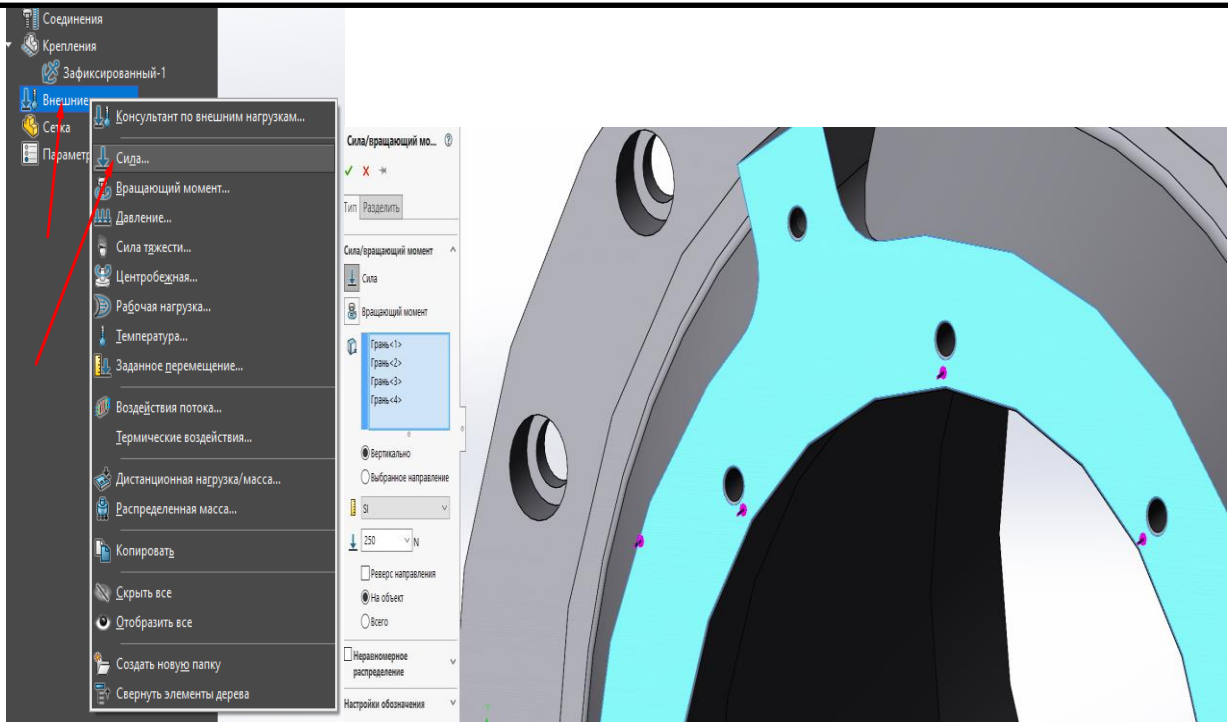 Соединения
Крепления
Зафиксированный-1
Внешние
Сетка
Параметр
Консультант по внешним нагрузкам...
Сила...
Вращающий момент...
Давление...
Сила тяжести...
Центробежная...
Рабочая нагрузка...
Температура...
Заданное перемещение...
Воздействия потока...
Термические воздействия...
Дистанционная нагрузка/масса...
Распределенная масса...
Копировать
Скрыть все
Отобразить все
Создать новую папку
Свернуть элементы дерева
Сила/вращающий мо...
Тип Разделить
Сила/вращающий момент
Сила
Вращающий момент
Грань<1>
Грань<2>
Грань<3>
Грань<4>
Вертикально
Выбранное направление
SI
250 N
Реверс направления
На объект
Всего
Неравномерное
распределение
Настройки обозначения